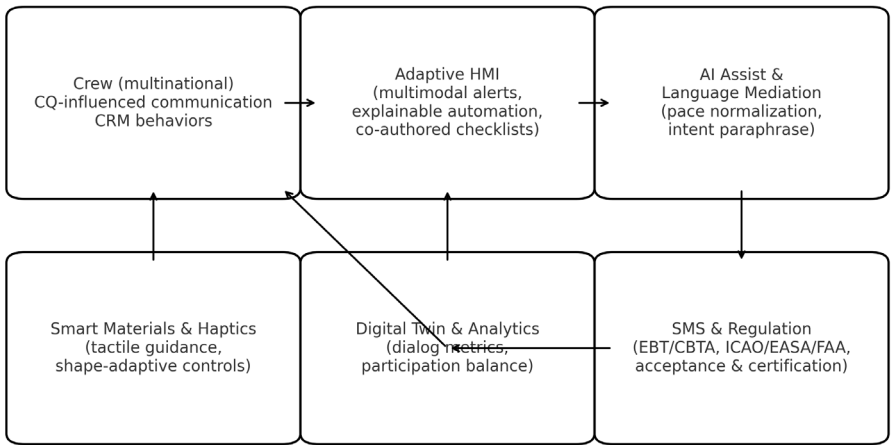 Crew (multinational)
CQ-influenced communication
CRM behaviors
Adaptive HMI
(multimodal alerts,
explainable automation,
co-authored checklists)
AI Assist &
Language Mediation
(pace normalization,
intent paraphrase)
Smart Materials & Haptics
(tactile guidance,
shape-adaptive controls)
Digital Twin & Analytics
(dialog metrics,
participation balance)
SMS & Regulation
(EBT/CBTA, ICAO/EASA/FAA,
acceptance & certification)